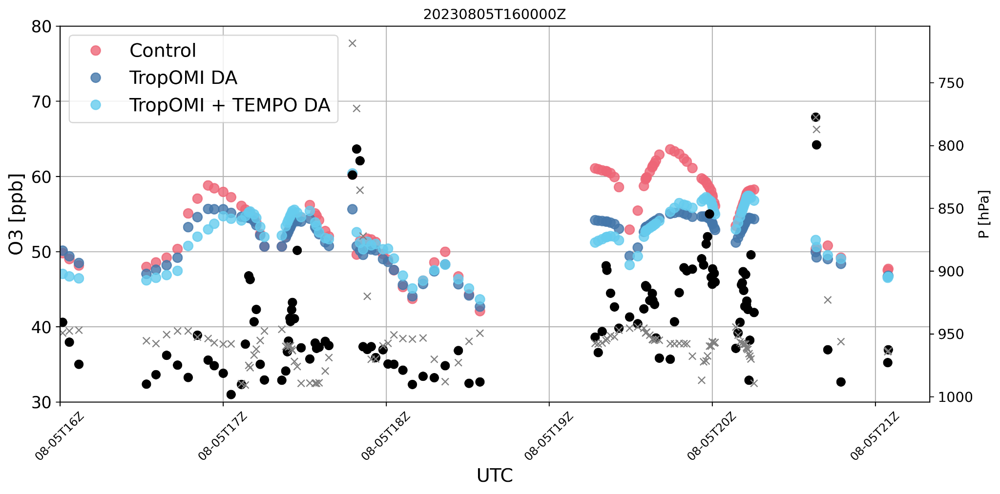 20230805T160000Z
Control
TropOMI DA
TropOMI + TEMPO DA
O3 [ppb]
80
70
60
50
40
30
750
800
850
900
950
1000
P [hPa]
08-05T16Z
08-05T17Z
08-05T18Z
08-05T19Z
08-05T20Z
08-05T21Z
UTC